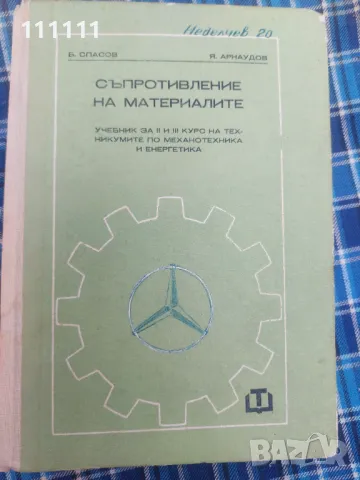 111111
Неделчев 20
Б. СПАСОВ Я. АРНАУДОВ
СЪПРОТИВЛЕНИЕ
НА МАТЕРИАЛИТЕ
УЧЕБНИК ЗА II И III КУРС НА ТЕХ-
НИКУМИТЕ ПО МЕХАНОТЕХНИКА
И ЕНЕРГЕТИКА
Т
BAZAR